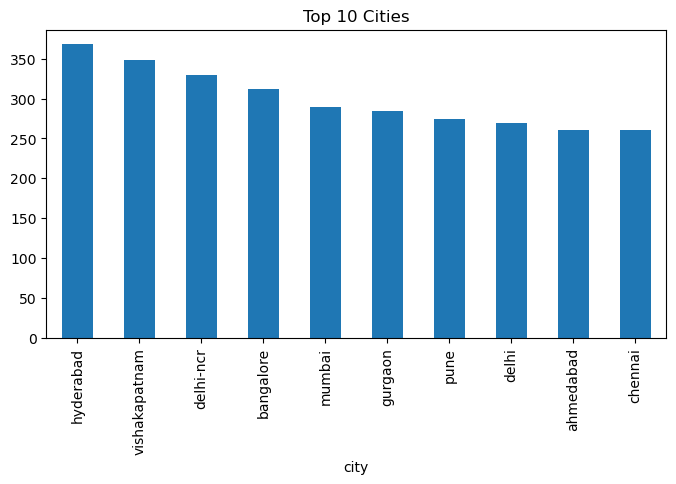 Top 10 Cities
350
300
250
200
150
100
50
0
hyderabad
vishakapatnam
delhi-ncr
bangalore
mumbai
gurgaon
pune
delhi
ahmedabad
chennai
city